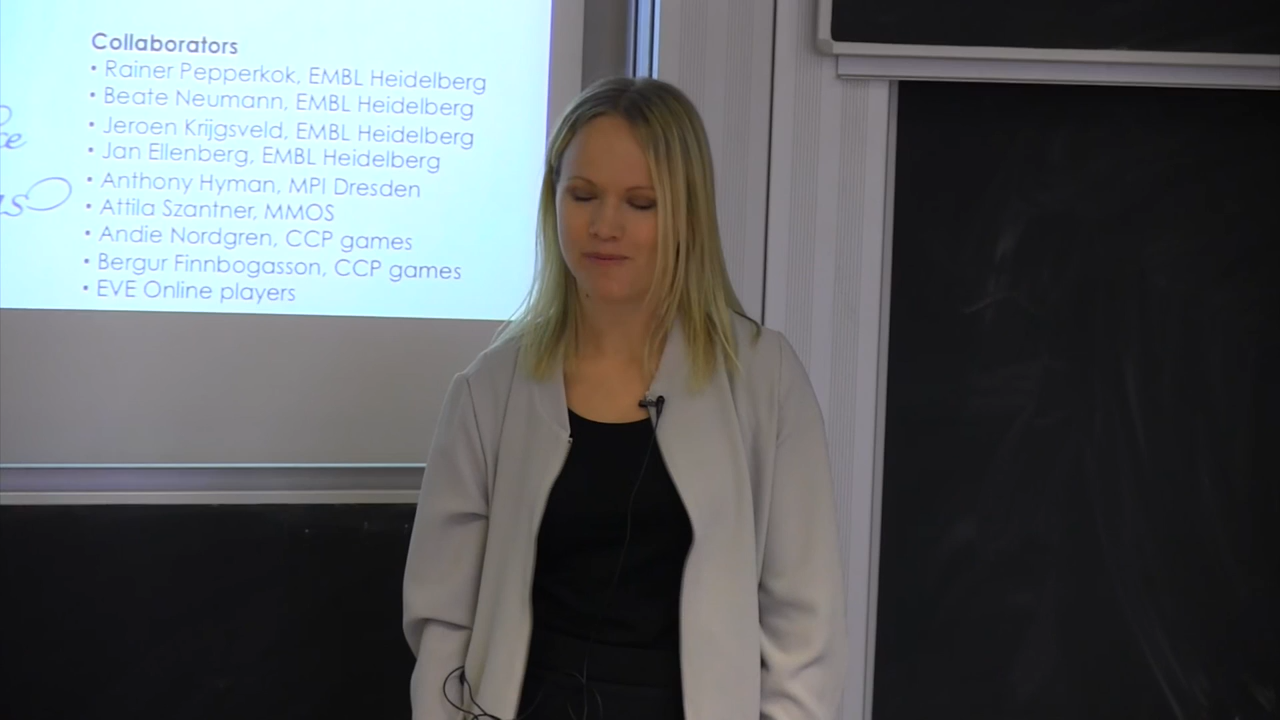 Collaborators
• Rainer Pepperkok, EMBL Heidelberg
• Beate Neumann, EMBL Heidelberg
• Jeroen Krijgsveld, EMBL Heidelberg
• Jan Ellenberg, EMBL Heidelberg
• Anthony Hyman, MPI Dresden
• Attila Szantner, MMOS
• Andie Nordgren, CCP games
• Bergur Finnbogasson, CCP games
• EVE Online players